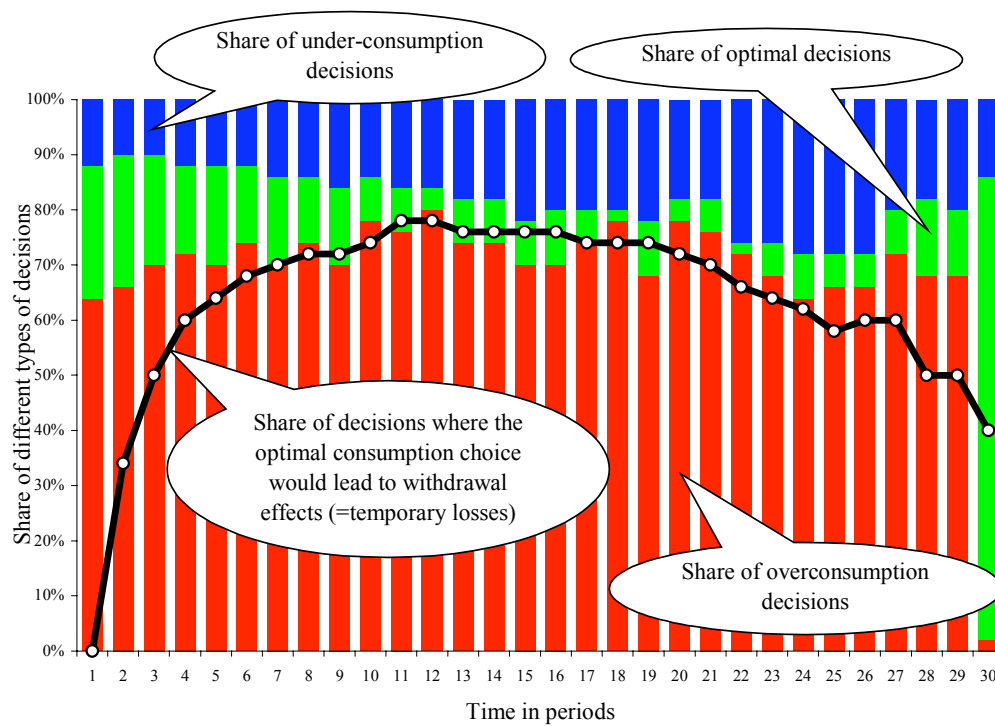 Share of under-consumption
decisions
Share of optimal decisions
100%
90%
80%
70%
60%
50%
40%
30%
20%
10%
0%
Share of different types of decisions
Share of decisions where the
optimal consumption choice
would lead to withdrawal
effects (=temporary losses)
Share of overconsumption
decisions
1 2 3 4 5 6 7 8 9 10 11 12 13 14 15 16 17 18 19 20 21 22 23 24 25 26 27 28 29 30
Time in periods